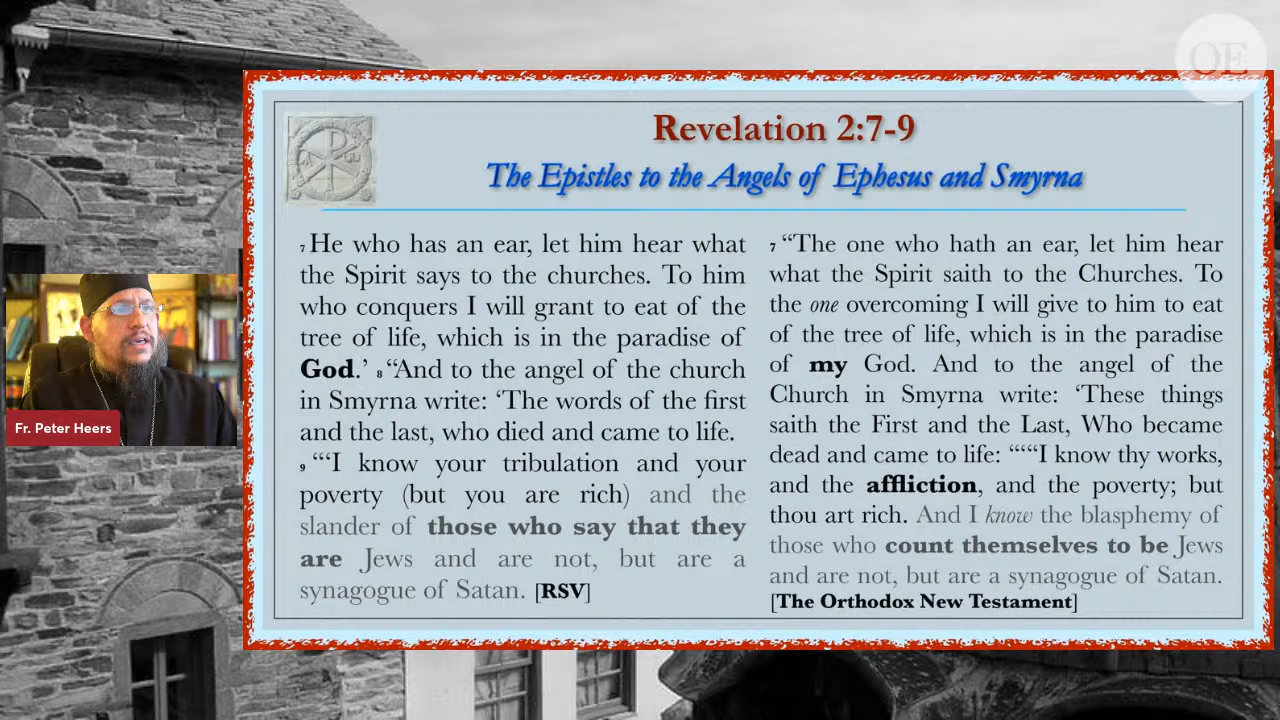 OE
Revelation 2:7-9
The Epistles to the Angels of Ephesus and Smyrna
7 He who has an ear, let him hear what
the Spirit says to the churches. To him
who conquers I will grant to eat of the
tree of life, which is in the paradise of
God.’ 8 “And to the angel of the church
in Smyrna write: ‘The words of the first
and the last, who died and came to life.
9 “‘I know your tribulation and your
poverty (but you are rich) and the
slander of those who say that they
are Jews and are not, but are a
synagogue of Satan. [RSV]
7 “The one who hath an ear, let him hear
what the Spirit saith to the Churches. To
the one overcoming I will give to him to eat
of the tree of life, which is in the paradise
of my God. And to the angel of the
Church in Smyrna write: ‘These things
saith the First and the Last, Who became
dead and came to life: “““I know thy works,
and the affliction, and the poverty; but
thou art rich. And I know the blasphemy of
those who count themselves to be Jews
and are not, but are a synagogue of Satan.
[The Orthodox New Testament]
Fr. Peter Heers